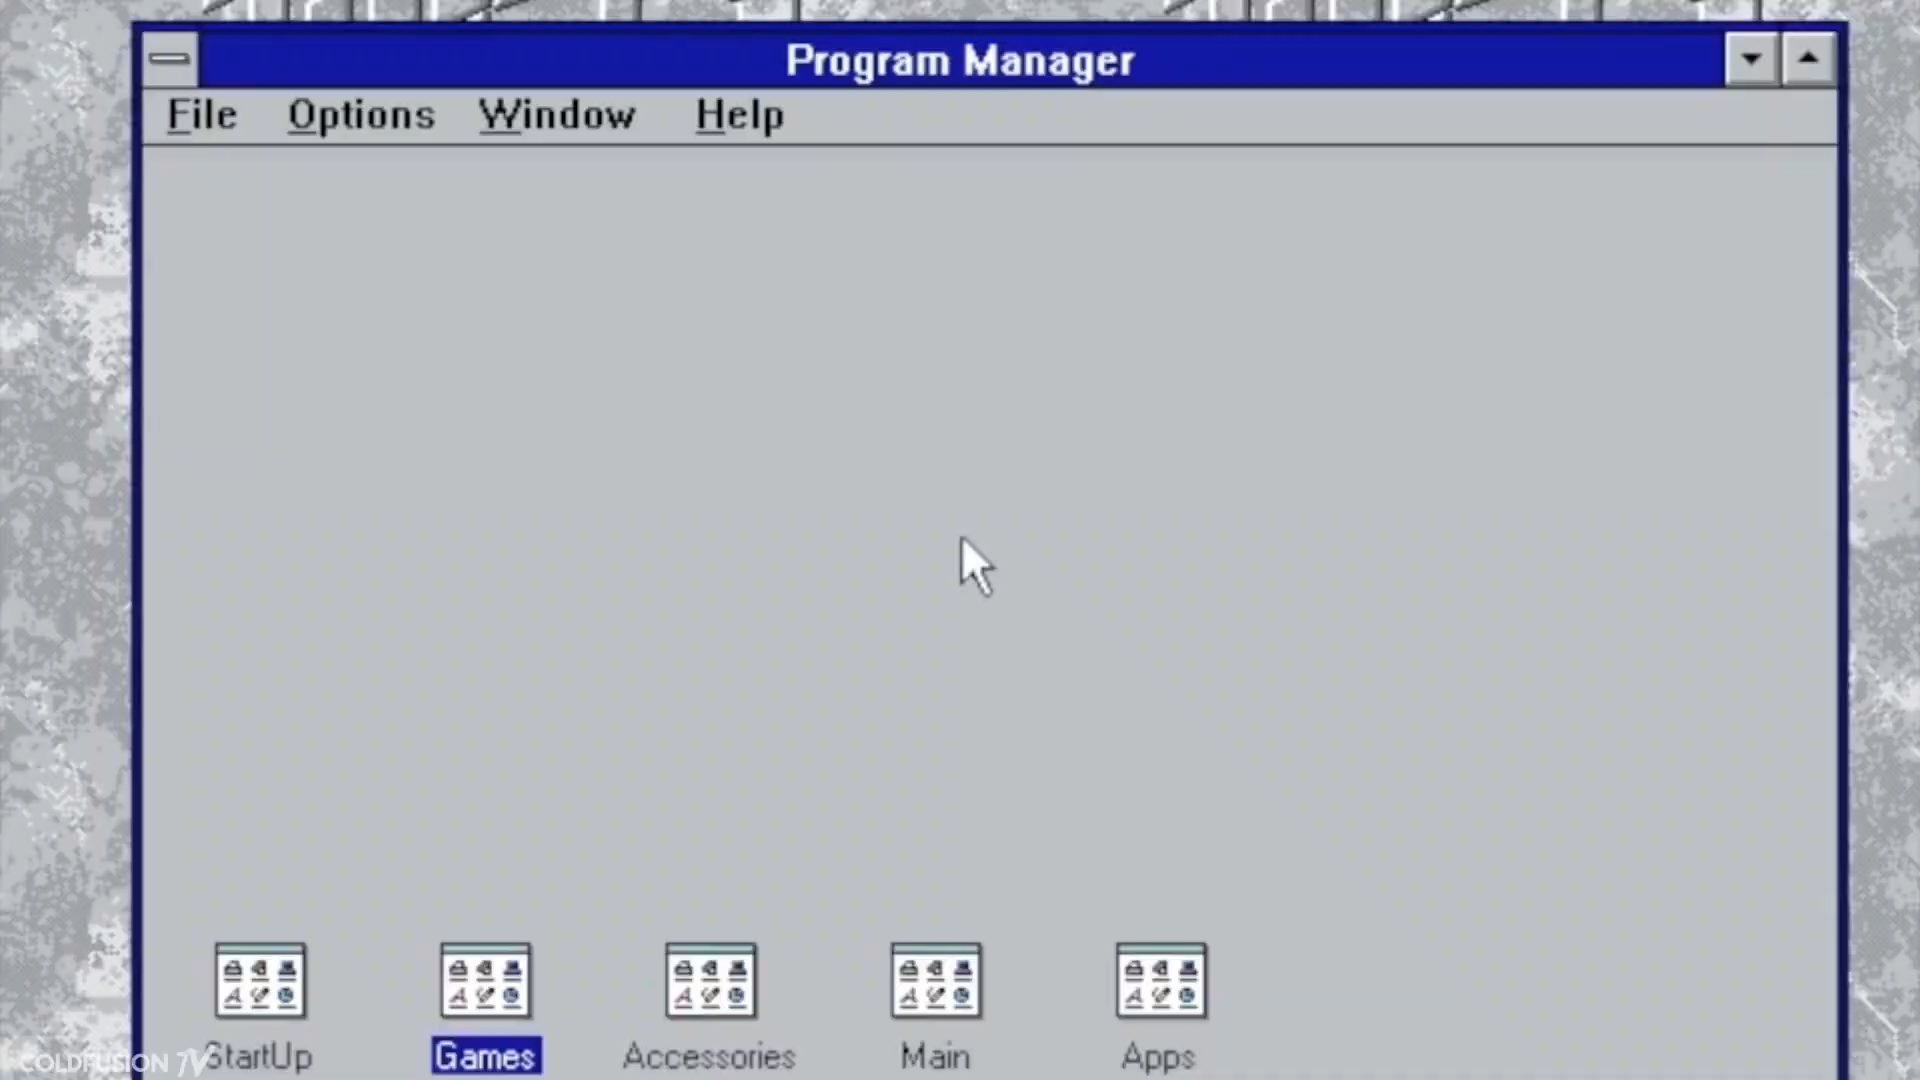 Program Manager
File Options Window Help
StartUp Games Accessories Main Apps
COLDFUSION TV